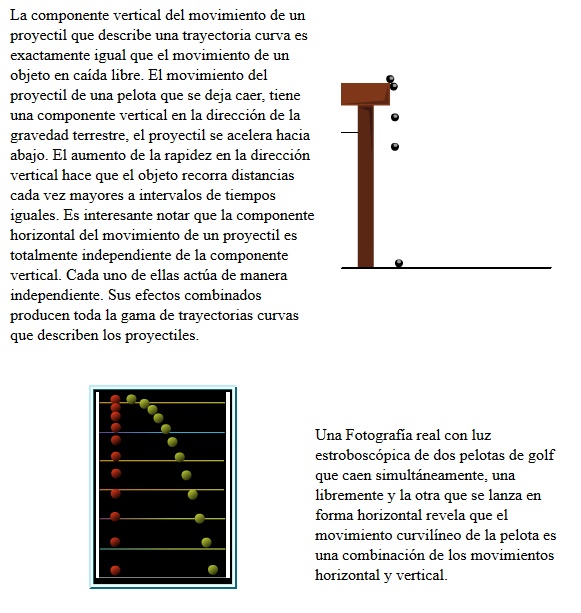 La componente vertical del movimiento de un
proyectil que describe una trayectoria curva es
exactamente igual que el movimiento de un
objeto en caída libre. El movimiento del
proyectil de una pelota que se deja caer, tiene
una componente vertical en la dirección de la
gravedad terrestre, el proyectil se acelera hacia
abajo. El aumento de la rapidez en la dirección
vertical hace que el objeto recorra distancias
cada vez mayores a intervalos de tiempos
iguales. Es interesante notar que la componente
horizontal del movimiento de un proyectil es
totalmente independiente de la componente
vertical. Cada uno de ellas actúa de manera
independiente. Sus efectos combinados
producen toda la gama de trayectorias curvas
que describen los proyectiles.
Una Fotografía real con luz
estroboscópica de dos pelotas de golf
que caen simultáneamente, una
libremente y la otra que se lanza en
forma horizontal revela que el
movimiento curvilíneo de la pelota es
una combinación de los movimientos
horizontal y vertical.